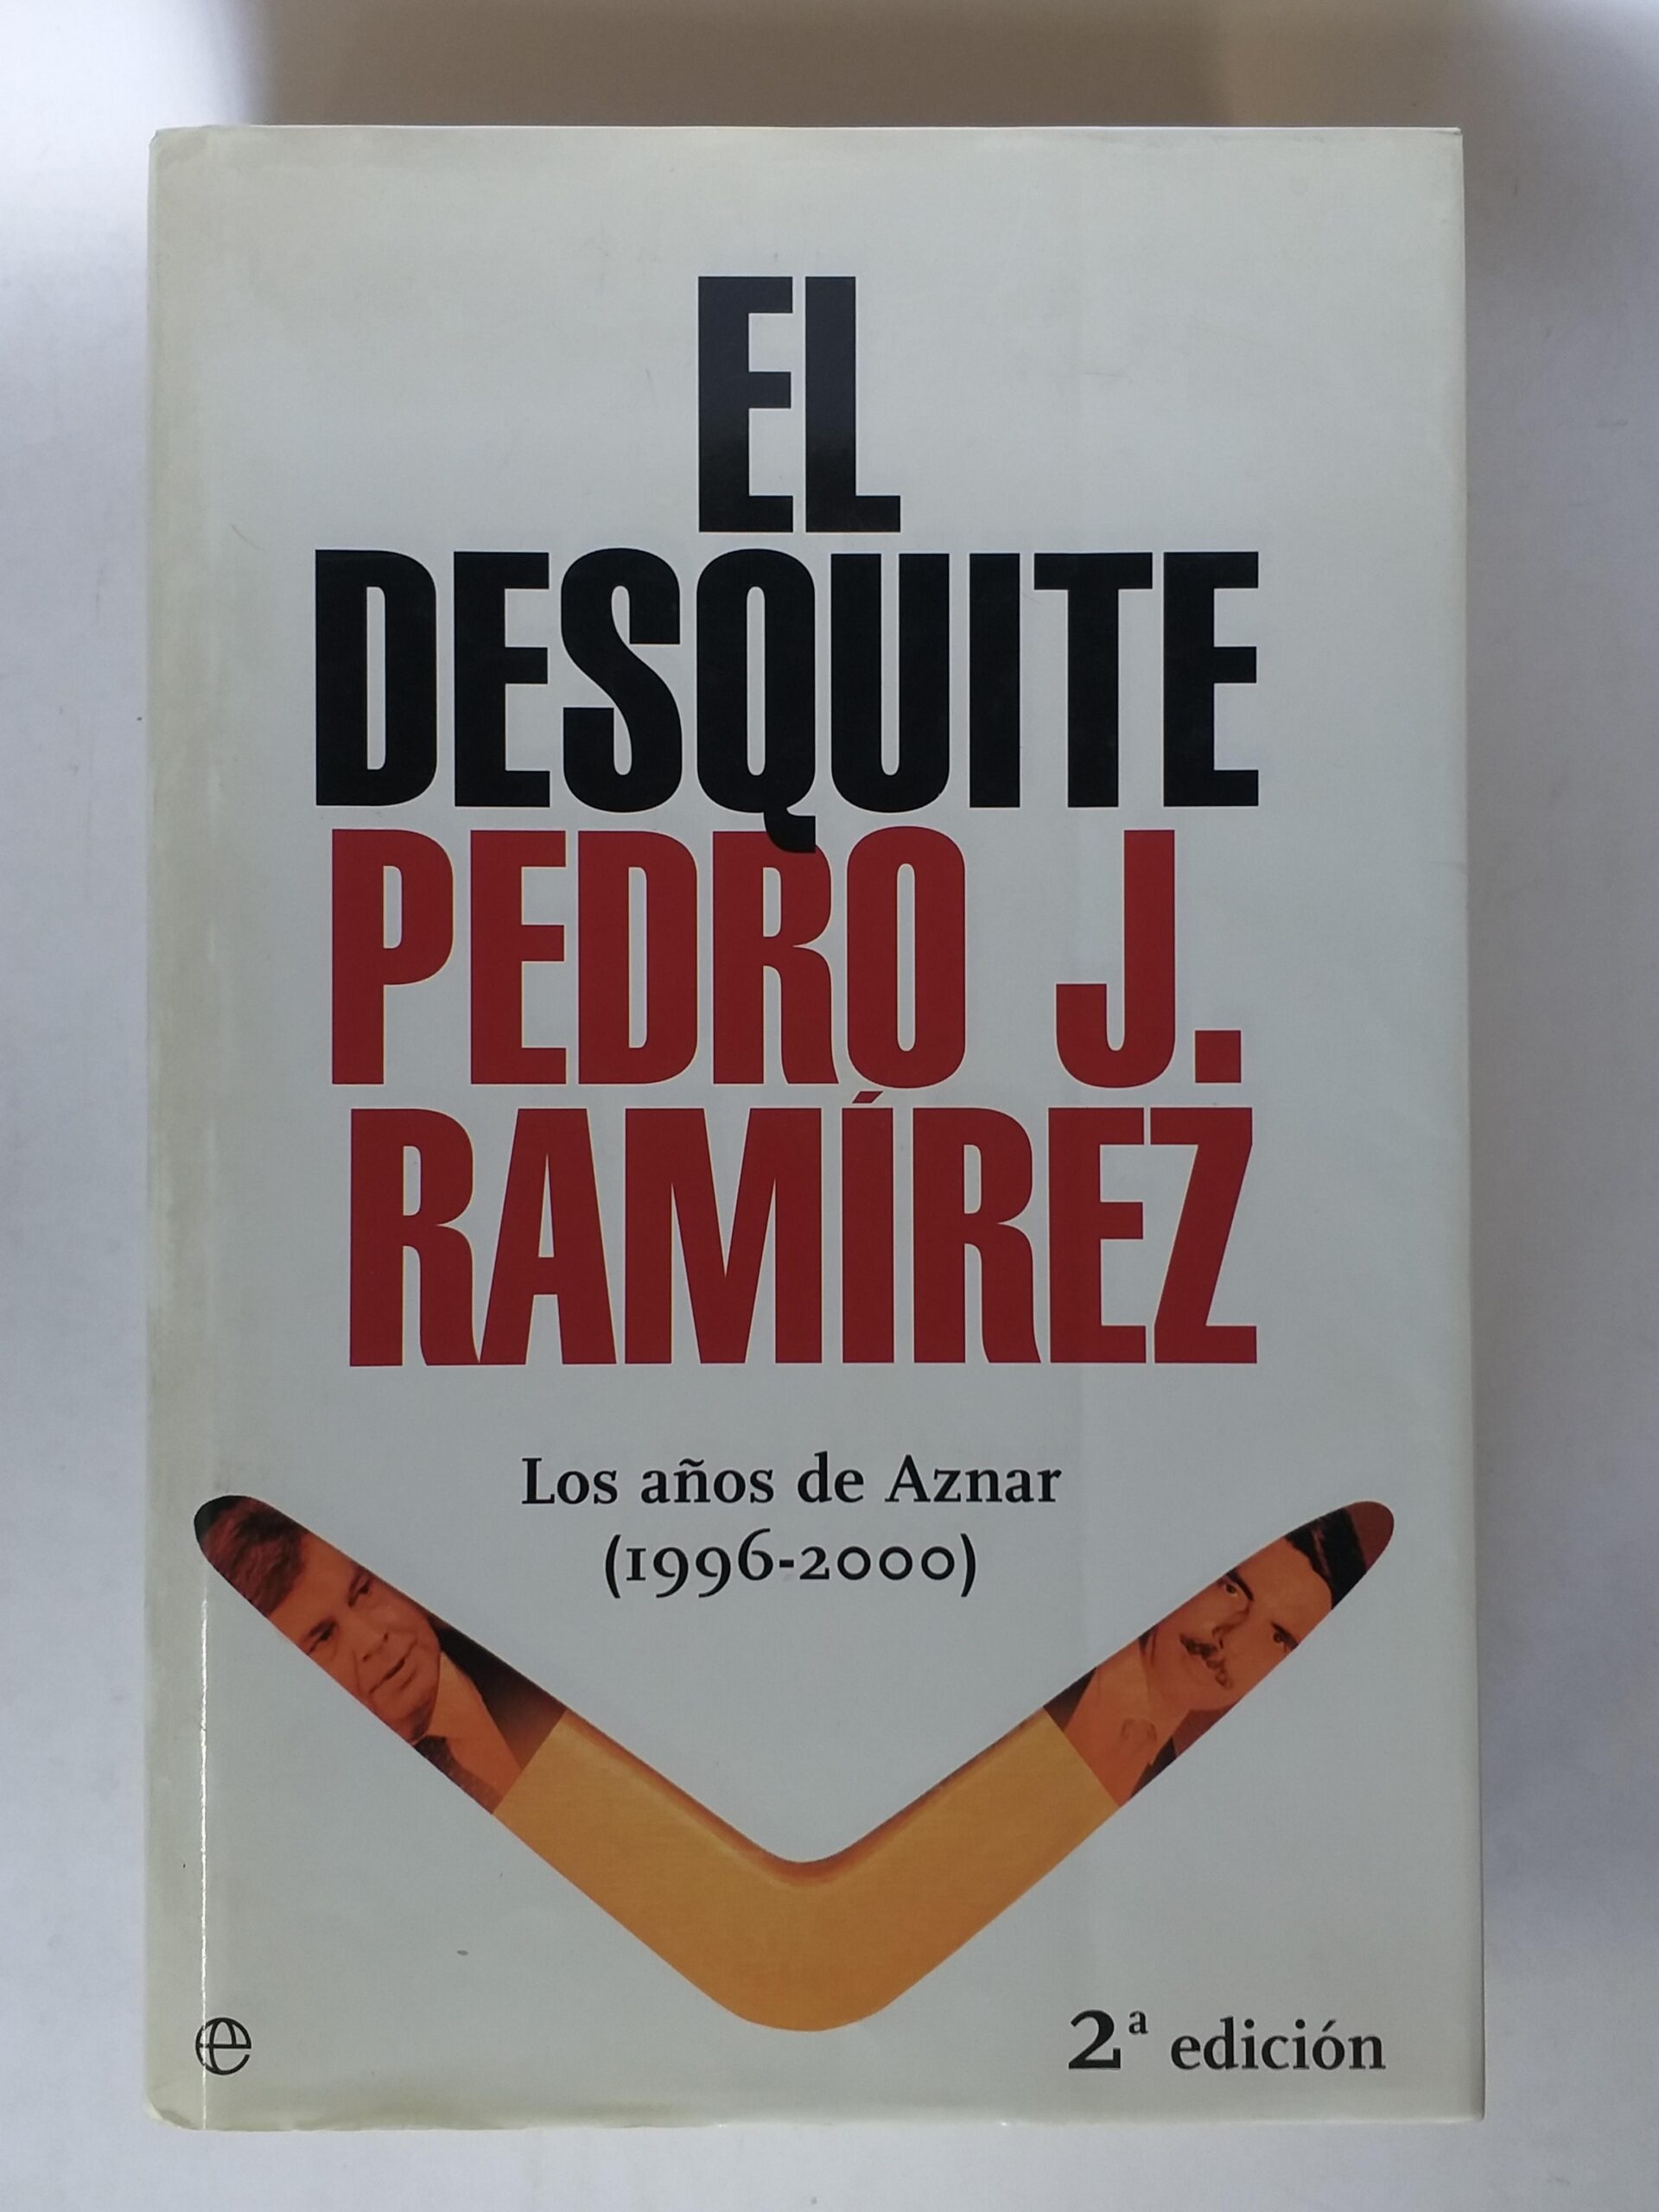 EL
DESQUITE
PEDRO J.
RAMÍREZ
Los años de Aznar
(1996-2000)
e
2ª edición